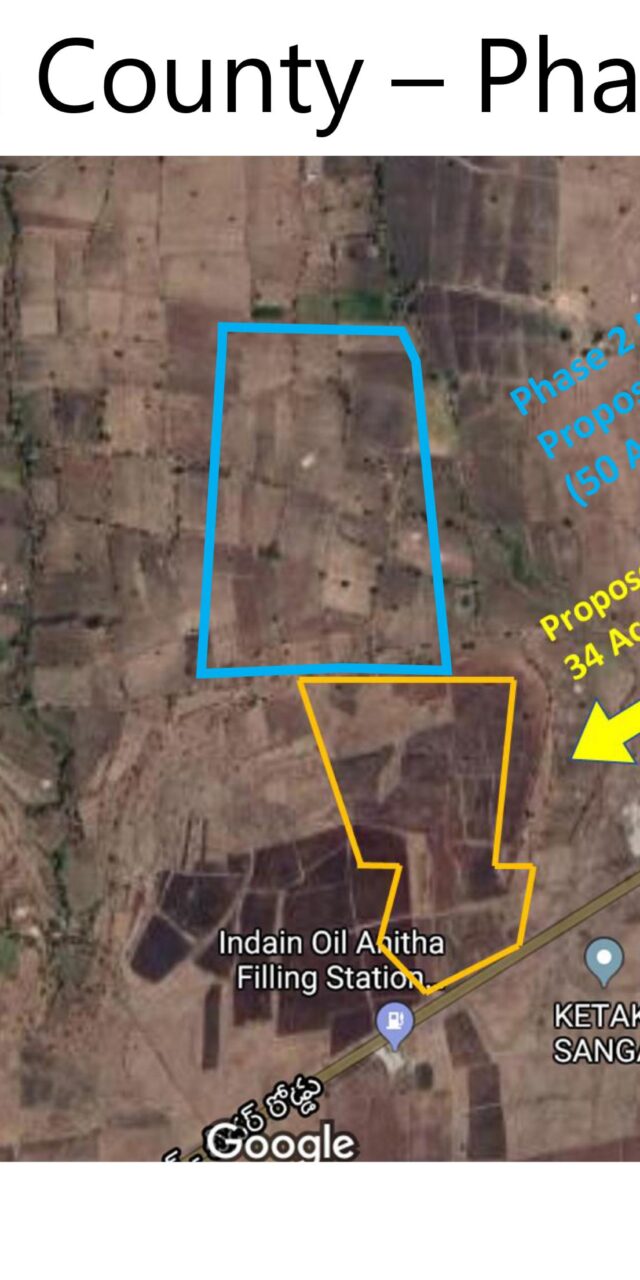 County – Pha
Phase 2
Propos
(50 A
Propos
34 Ac
Indain Oil Anitha
Filling Station
KETAK
SANGA
రోడ్డు
Google